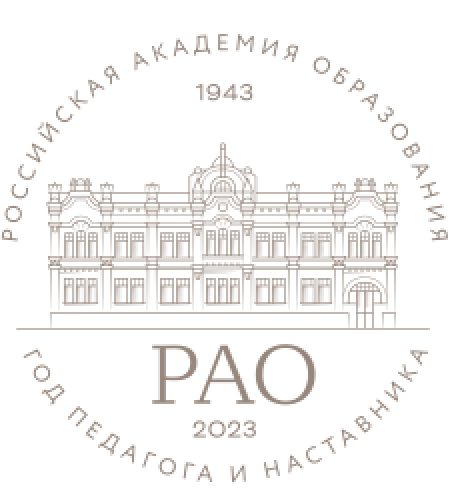 РОССИЙСКАЯ АКАДЕМИЯ ОБРАЗОВАНИЯ
1943
РАО
2023
ГОД ПЕДАГОГА И НАСТАВНИКА